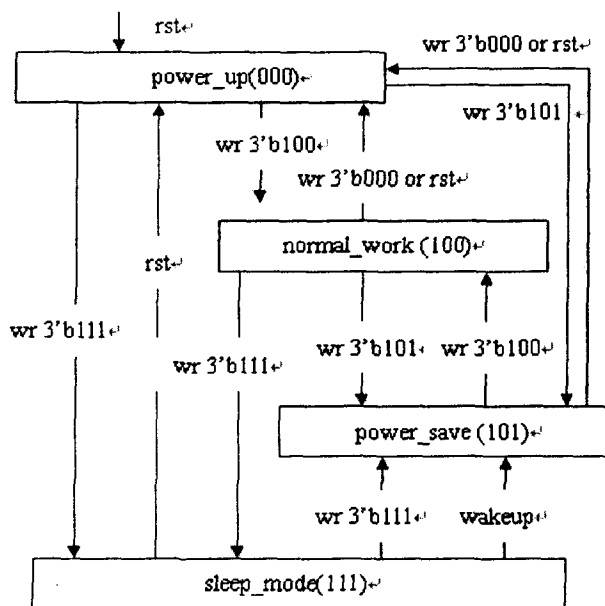 rst↵
wr 3'b000 or rst↵
power_up(000)↵
wr 3'b101↵
wr 3'b100↵
wr 3'b000 or rst↵
normal_work (100)↵
rst↵
wr 3'b111↵
wr 3'b111↵
wr 3'b101↵
wr 3'b100↵
power_save (101)↵
wr 3'b111↵
wakeup↵
sleep_mode(111)↵